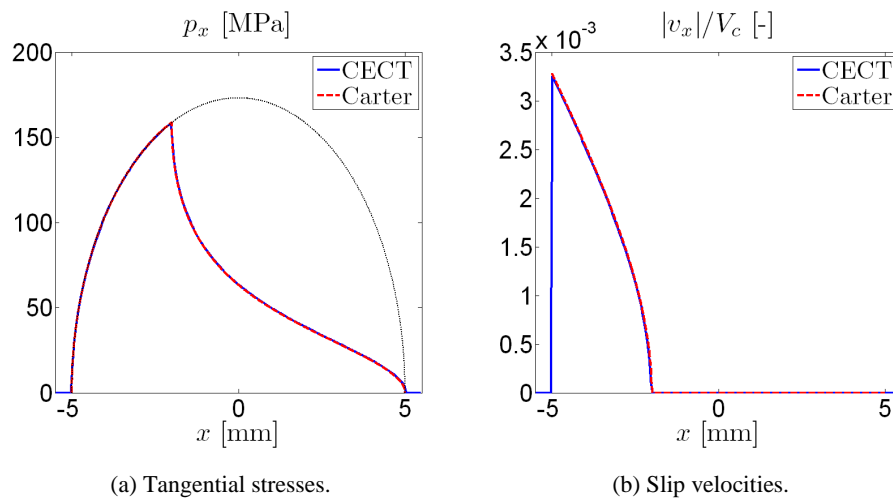 p_x [MPa]
200
150
100
50
0
-5
0
5
x [mm]
CECT
Carter
(a) Tangential stresses.
|v_x|/V_c [-]
3.5 x 10^-3
3
2.5
2
1.5
1
0.5
0
-5
0
5
x [mm]
CECT
Carter
(b) Slip velocities.